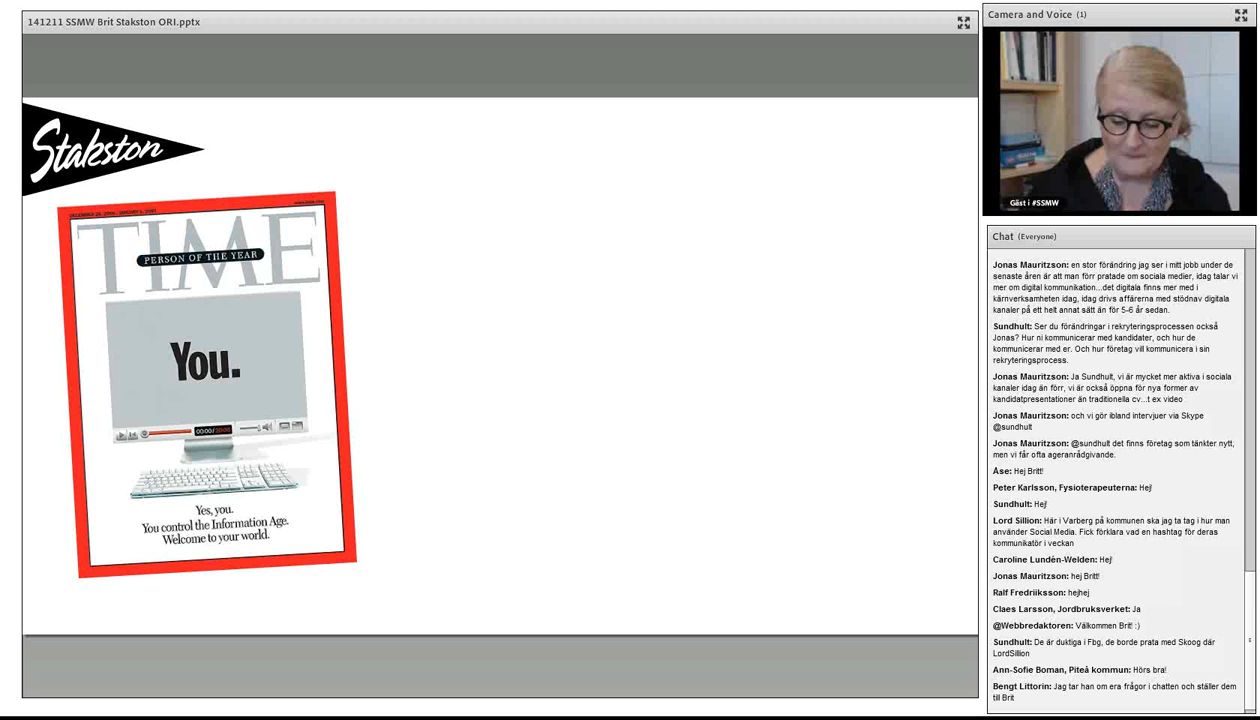 141211 SSMW Brit Stakston ORI.pptx
Stakston
TIME
PERSON OF THE YEAR
You.
00:00/20:06
Yes, you.
You control the Information Age.
Welcome to your world.
Camera and Voice (1)
Gäst i #SSMW
Chat (Everyone)
Jonas Mauritzson: en stor förändring jag ser i mitt jobb under de
senaste åren är att man förr pratade om sociala medier, idag talar vi
mer om digital kommunikation...det digitala finns mer med i
kärnverksamheten idag, idag drivs affärerna med stödnav digitala
kanaler på ett helt annat sätt än för 5-6 år sedan.
Sundhult: Ser du förändringar i rekryteringsprocessen också
Jonas? Hur ni kommunicerar med kandidater, och hur de
kommunicerar med er. Och hur företag vill kommunicera i sin
rekryteringsprocess.
Jonas Mauritzson: Ja Sundhult, vi är mycket mer aktiva i sociala
kanaler idag än förr, vi är också öppna för nya former av
kandidatpresentationer än traditionella cv...t ex video
Jonas Mauritzson: och vi gör ibland intervjuer via Skype
@sundhult
Jonas Mauritzson: @sundhult det finns företag som tänkter nytt,
men vi får ofta ageranrådgivande.
Åse: Hej Britt!
Peter Karlsson, Fysioterapeuterna: Hej!
Sundhult: Hej!
Lord Sillion: Här i Varberg på kommunen ska jag ta tag i hur man
använder Social Media. Fick förklara vad en hashtag för deras
kommunikatör i veckan
Caroline Lundén-Welden: Hej!
Jonas Mauritzson: hej Britt!
Ralf Fredriiksson: hejhej
Claes Larsson, Jordbruksverket: Ja
@Webbredaktoren: Välkommen Brit! :)
Sundhult: De är duktiga i Fbg, de borde prata med Skoog där
LordSillion
Ann-Sofie Boman, Piteå kommun: Hörs bra!
Bengt Littorin: Jag tar han om era frågor i chatten och ställer dem
till Brit